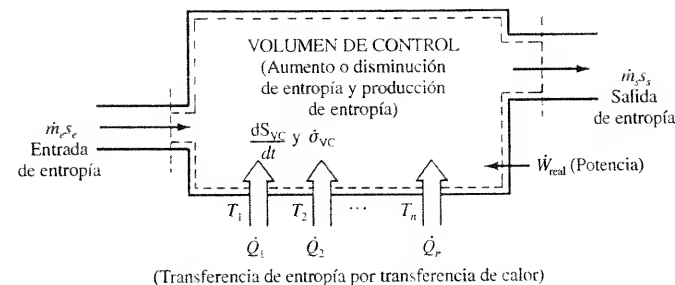 VOLUMEN DE CONTROL
(Aumento o disminución
de entropía y producción
de entropía)
dS_VC/dt y σ̇_VC
ṁ_e s_e
Entrada
de entropía
ṁ_s s_s
Salida
de entropía
Ẇ_real (Potencia)
T_1 T_2 ··· T_n
Q̇_1 Q̇_2 Q̇_r
(Transferencia de entropía por transferencia de calor)